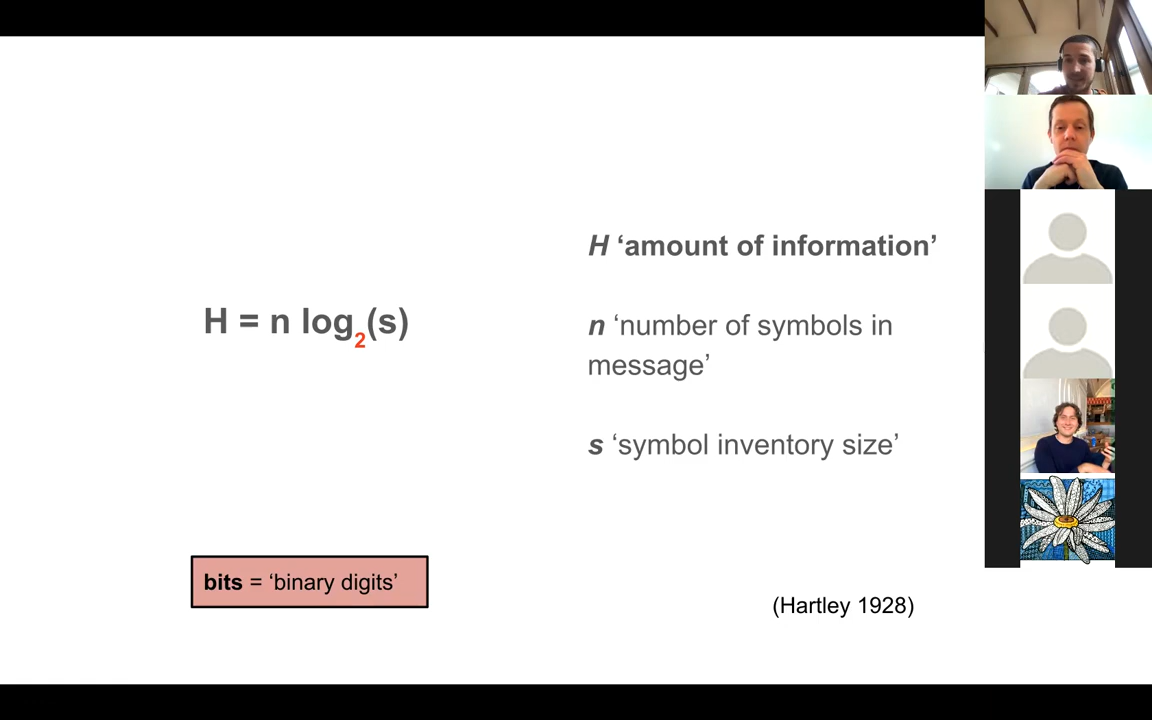 H = n log2(s)
H ‘amount of information’
n ‘number of symbols in
message’
s ‘symbol inventory size’
bits = ‘binary digits’
(Hartley 1928)